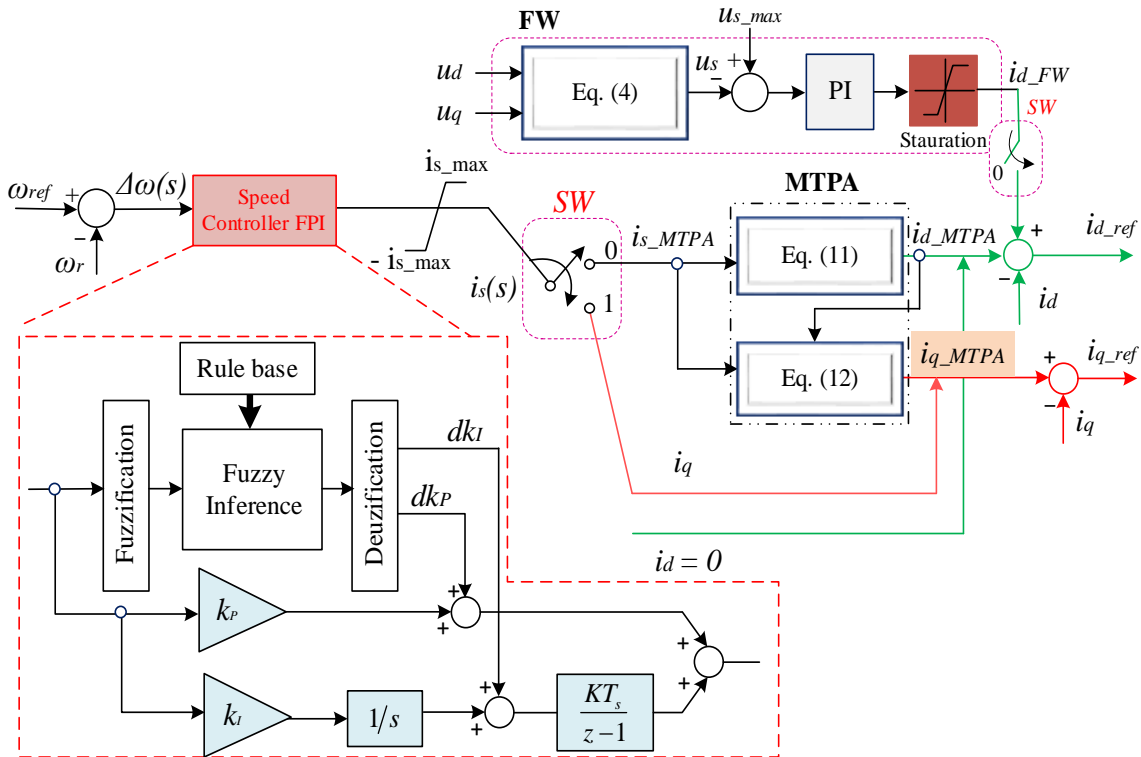 FW
u_s_max
u_d
u_q
Eq. (4)
u_s
+
-
PI
Stauration
i_d_FW
SW
0
ω_ref
+
-
ω_r
Δω(s)
Speed
Controller FPI
i_s_max
- i_s_max
i_s(s)
SW
0
1
i_s_MTPA
MTPA
Eq. (11)
i_d_MTPA
+
-
i_d_ref
i_d
Eq. (12)
i_q_MTPA
+
-
i_q_ref
i_q
i_q
i_d = 0
Rule base
Fuzzification
Fuzzy
Inference
Deuzification
dk_I
dk_P
k_P
+
+
k_I
1/s
+
+
KT_s
z-1
+
+